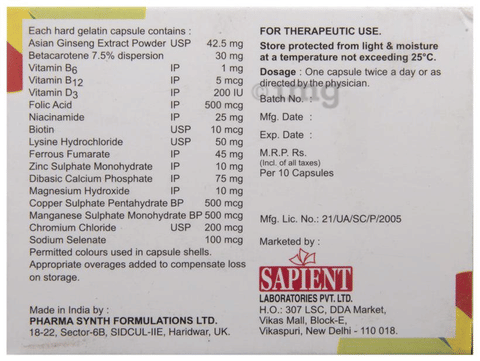 Each hard gelatin capsule contains :
Asian Ginseng Extract Powder USP 42.5 mg
Betacarotene 7.5% dispersion 30 mg
Vitamin B6 IP 1 mg
Vitamin B12 IP 5 mcg
Vitamin D3 IP 200 IU
Folic Acid IP 500 mcg
Niacinamide IP 25 mg
Biotin USP 10 mcg
Lysine Hydrochloride USP 50 mg
Ferrous Fumarate IP 45 mg
Zinc Sulphate Monohydrate IP 10 mg
Dibasic Calcium Phosphate IP 75 mg
Magnesium Hydroxide IP 10 mg
Copper Sulphate Pentahydrate BP 500 mcg
Manganese Sulphate Monohydrate BP 500 mcg
Chromium Chloride USP 200 mcg
Sodium Selenate 100 mcg
Permitted colours used in capsule shells.
Appropriate overages added to compensate loss
on storage.
Made in India by :
PHARMA SYNTH FORMULATIONS LTD.
18-22, Sector-6B, SIDCUL-IIE, Haridwar, UK.
FOR THERAPEUTIC USE.
Store protected from light & moisture
at a temperature not exceeding 25°C.
Dosage : One capsule twice a day or as
directed by the physician.
Batch No. :
Mfg. Date :
Exp. Date :
M.R.P. Rs.
(Incl. of all taxes)
Per 10 Capsules
Mfg. Lic. No.: 21/UA/SC/P/2005
Marketed by :
SAPIENT
LABORATORIES PVT. LTD.
H.O.: 307 LSC, DDA Market,
Vikas Mall, Block-E,
Vikaspuri, New Delhi - 110 018.